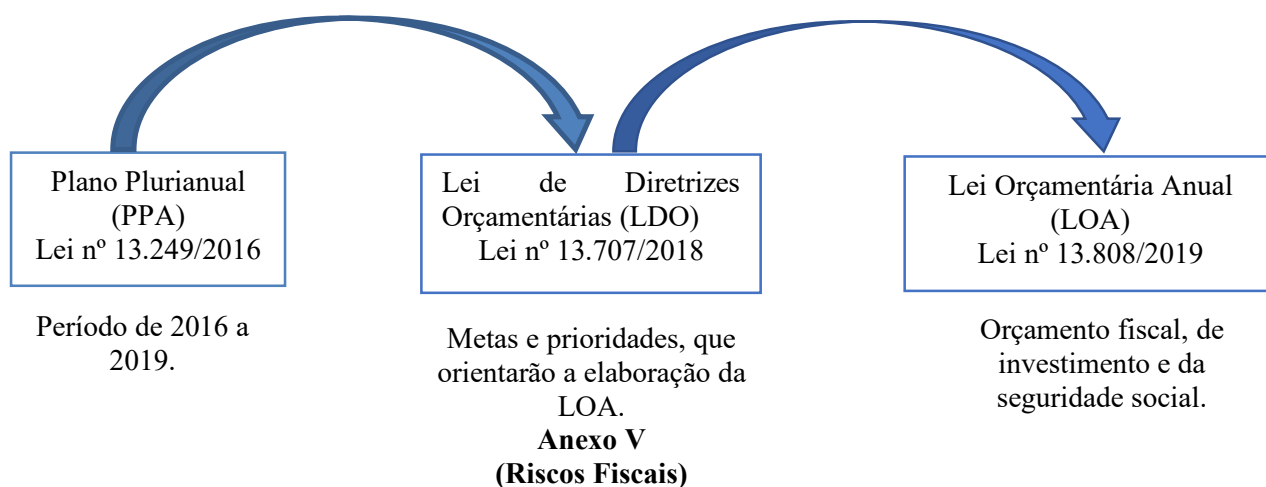 Plano Plurianual
(PPA)
Lei nº 13.249/2016
Período de 2016 a
2019.
Lei de Diretrizes
Orçamentárias (LDO)
Lei nº 13.707/2018
Metas e prioridades, que
orientarão a elaboração da
LOA.
Anexo V
(Riscos Fiscais)
Lei Orçamentária Anual
(LOA)
Lei nº 13.808/2019
Orçamento fiscal, de
investimento e da
seguridade social.